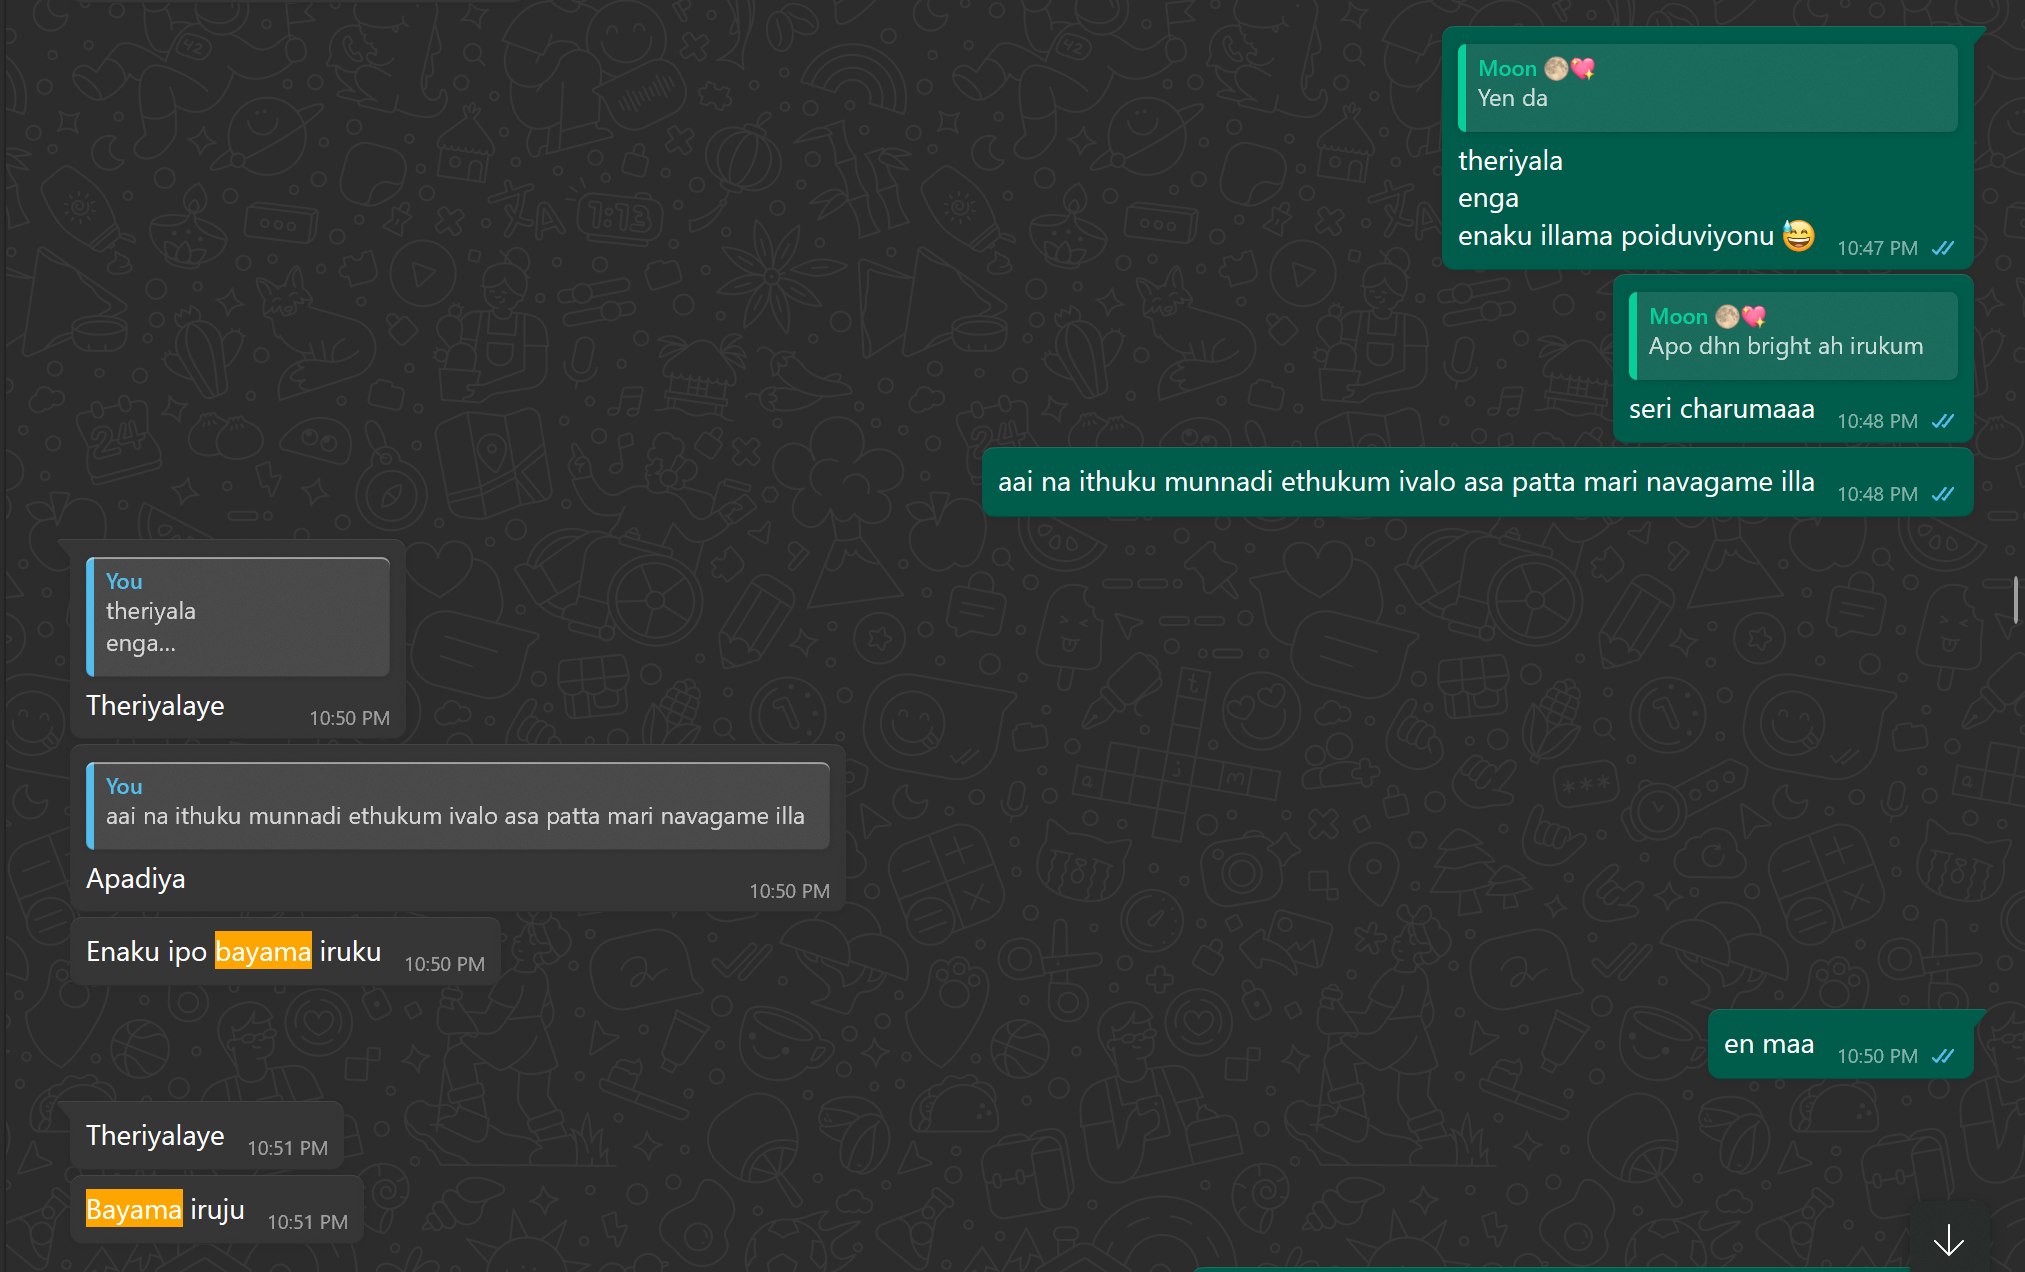 Moon 🌕💖
Yen da
theriyala
enga
enaku illama poiduviyonu 😅
10:47 PM
Moon 🌕💖
Apo dhn bright ah irukum
seri charumaaa
10:48 PM
aai na ithuku munnadi ethukum ivalo asa patta mari navagame illa
10:48 PM
You
theriyala
enga...
Theriyalaye
10:50 PM
You
aai na ithuku munnadi ethukum ivalo asa patta mari navagame illa
Apadiya
10:50 PM
Enaku ipo bayama iruku
10:50 PM
en maa
10:50 PM
Theriyalaye
10:51 PM
Bayama iruju
10:51 PM